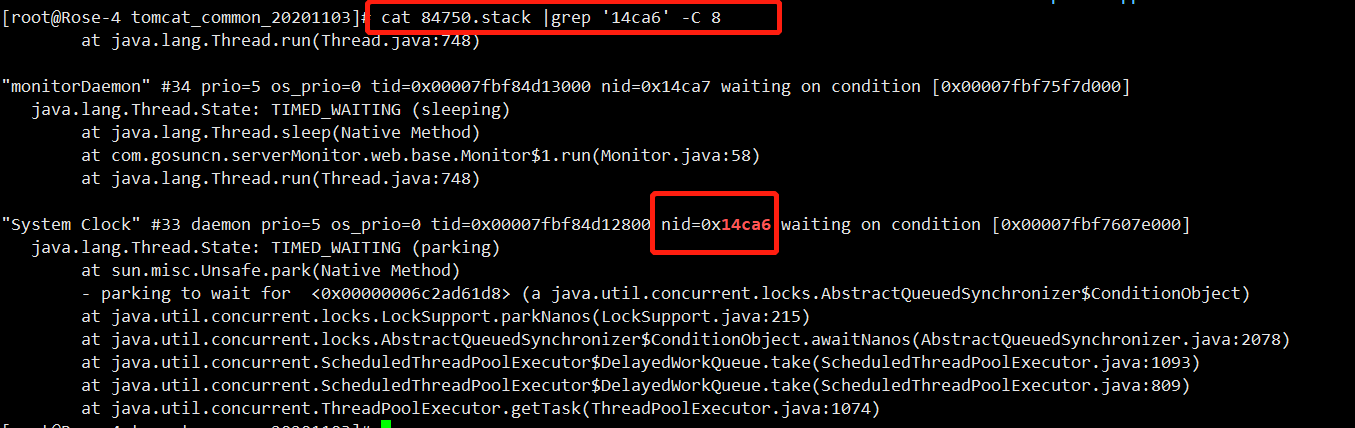 [root@Rose-4 tomcat_common_20201103]# cat 84750.stack |grep '14ca6' -C 8
at java.lang.Thread.run(Thread.java:748)
"monitorDaemon" #34 prio=5 os_prio=0 tid=0x00007fbf84d13000 nid=0x14ca7 waiting on condition [0x00007fbf75f7d000]
java.lang.Thread.State: TIMED_WAITING (sleeping)
at java.lang.Thread.sleep(Native Method)
at com.gosuncn.serverMonitor.web.base.Monitor$1.run(Monitor.java:58)
at java.lang.Thread.run(Thread.java:748)
"System Clock" #33 daemon prio=5 os_prio=0 tid=0x00007fbf84d12800 nid=0x14ca6 waiting on condition [0x00007fbf7607e000]
java.lang.Thread.State: TIMED_WAITING (parking)
at sun.misc.Unsafe.park(Native Method)
- parking to wait for  <0x00000006c2ad61d8> (a java.util.concurrent.locks.AbstractQueuedSynchronizer$ConditionObject)
at java.util.concurrent.locks.LockSupport.parkNanos(LockSupport.java:215)
at java.util.concurrent.locks.AbstractQueuedSynchronizer$ConditionObject.awaitNanos(AbstractQueuedSynchronizer.java:2078)
at java.util.concurrent.ScheduledThreadPoolExecutor$DelayedWorkQueue.take(ScheduledThreadPoolExecutor.java:1093)
at java.util.concurrent.ScheduledThreadPoolExecutor$DelayedWorkQueue.take(ScheduledThreadPoolExecutor.java:809)
at java.util.concurrent.ThreadPoolExecutor.getTask(ThreadPoolExecutor.java:1074)